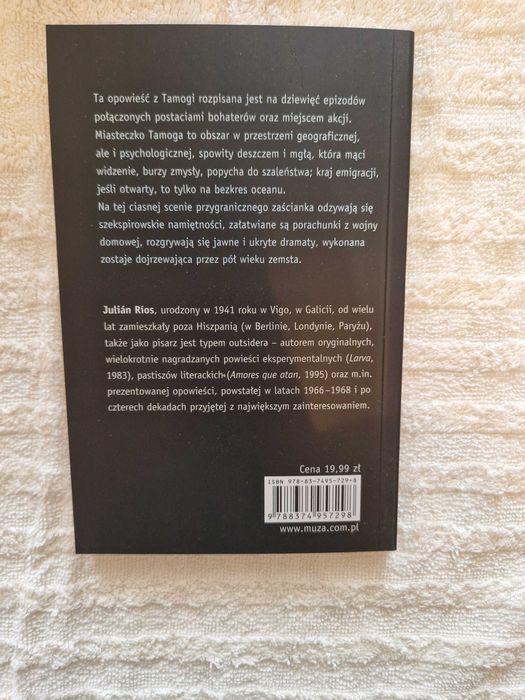 Ta opowieść z Tamogi rozpisana jest na dziewięć epizodów
połączonych postaciami bohaterów oraz miejscem akcji.
Miasteczko Tamoga to obszar w przestrzeni geograficznej,
ale i psychologicznej, spowity deszczem i mgłą, która mąci
widzenie, burzy zmysły, popycha do szaleństwa; kraj emigracji,
jeśli otwarty, to tylko na bezkres oceanu.
Na tej ciasnej scenie przygranicznego zaścianka odzywają się
szekspirowskie namiętności, załatwiane są porachunki z wojny
domowej, rozgrywają się jawne i ukryte dramaty, wykonana
zostaje dojrzewająca przez pół wieku zemsta.
Julián Ríos, urodzony w 1941 roku w Vigo, w Galicii, od wielu
lat zamieszkały poza Hiszpanią (w Berlinie, Londynie, Paryżu),
także jako pisarz jest typem outsidera – autorem oryginalnych,
wielokrotnie nagradzanych powieści eksperymentalnych (Larva,
1983), pastiszów literackich (Amores que atan, 1995) oraz m.in.
prezentowanej opowieści, powstałej w latach 1966–1968 i po
czterech dekadach przyjętej z największym zainteresowaniem.
Cena 19,99 zł
ISBN 978-83-7495-729-8
9 788374 957298
www.muza.com.pl